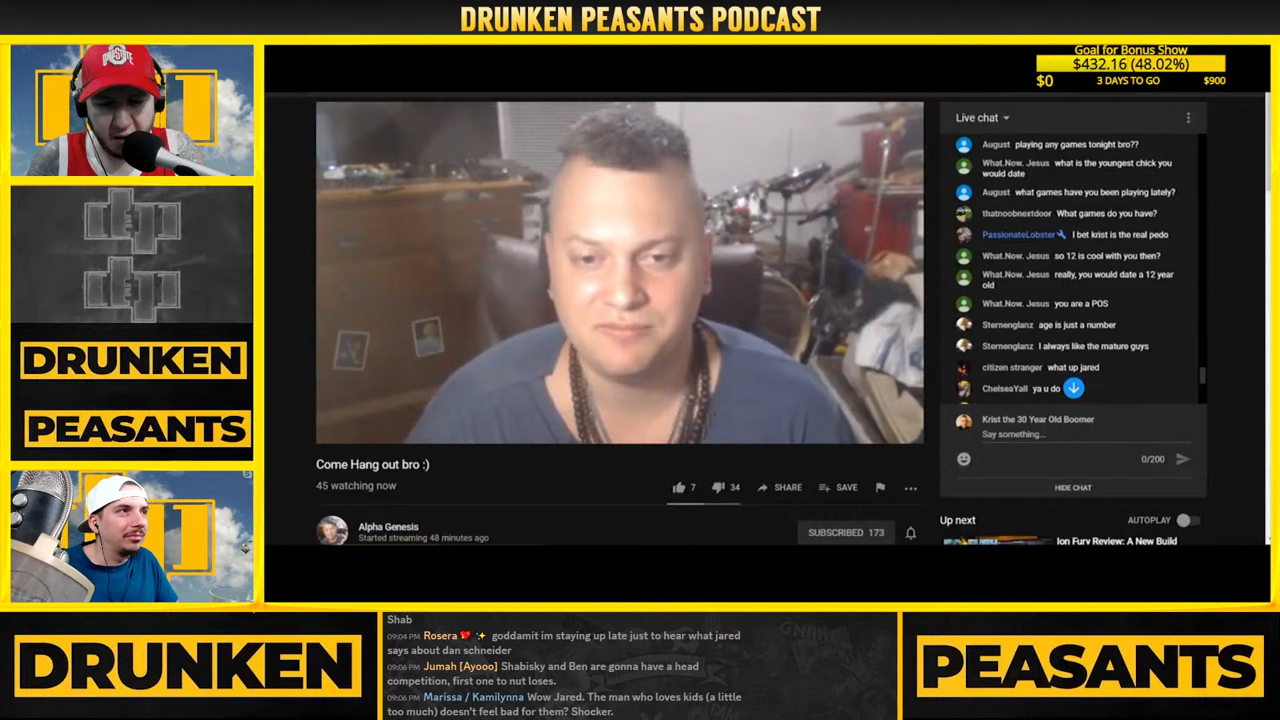 DRUNKEN PEASANTS PODCAST
Goal for Bonus Show
$432.16 (48.02%)
$0
3 DAYS TO GO
$900
Live chat
August playing any games tonight bro??
What.Now. Jesus what is the youngest chick you
would date
August what games have you been playing lately?
thatnoobnextdoor What games do you have?
PassionateLobster I bet krist is the real pedo
What.Now. Jesus so 12 is cool with you then?
What.Now. Jesus really, you would date a 12 year
old
What.Now. Jesus you are a POS
Sternenglanz age is just a number
Sternenglanz I always like the mature guys
citizen stranger what up jared
ChelseaYall ya u do
Krist the 30 Year Old Boomer
Say something...
0/200
HIDE CHAT
Come Hang out bro :)
45 watching now
7
34
SHARE
SAVE
Alpha Genesis
Started streaming 48 minutes ago
SUBSCRIBED 173
Up next
AUTOPLAY
Ion Fury Review: A New Build
DRUNKEN
PEASANTS
DRUNKEN
Shab
09:04 PM Rosera ❤️ ✨ goddamit im staying up late just to hear what jared
says about dan schneider
09:06 PM Jumah [Ayooo] Shabisky and Ben are gonna have a head
competition, first one to nut loses.
09:06 PM Marissa / Kamilynna Wow Jared. The man who loves kids (a little
too much) doesn't feel bad for them? Shocker.
PEASANTS